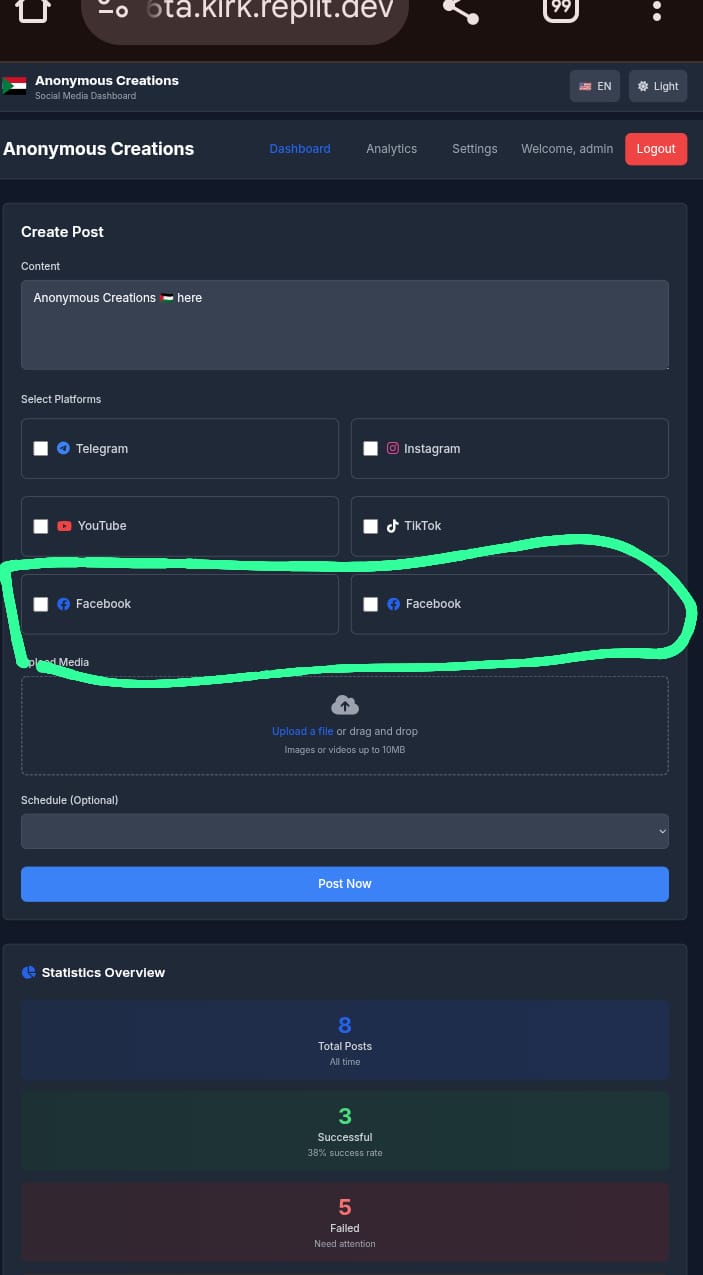 6ta.kirk.replit.dev 99
Anonymous Creations
Social Media Dashboard
EN
Light
Anonymous Creations Dashboard Analytics Settings Welcome, admin Logout
Create Post
Content
Anonymous Creations 🇵🇸 here
Select Platforms
Telegram Instagram
YouTube TikTok
Facebook Facebook
Upload Media
Upload a file or drag and drop
Images or videos up to 10MB
Schedule (Optional)
Post Now
Statistics Overview
8
Total Posts
All time
3
Successful
38% success rate
5
Failed
Need attention